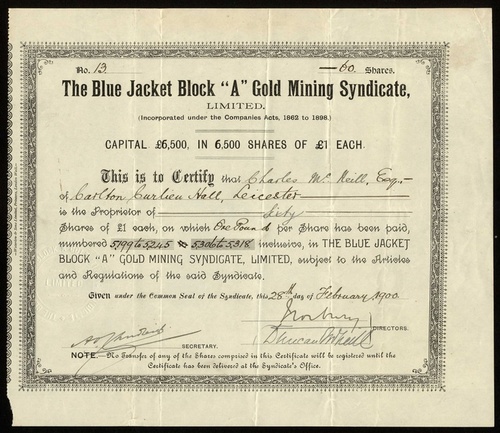 No. 13. — 60. Shares.
The Blue Jacket Block "A" Gold Mining Syndicate,
LIMITED.
(Incorporated under the Companies Acts, 1862 to 1898.)
CAPITAL £6,500, IN 6,500 SHARES OF £1 EACH.
This is to Certify that Charles McNeill, Esq.,
of Carlton Curlieu Hall, Leicester
is the Proprietor of Sixty
Shares of £1 each, on which One Pound per Share has been paid,
numbered 5199 to 5245 & 5306 to 5318 inclusive, in THE BLUE JACKET
BLOCK "A" GOLD MINING SYNDICATE, LIMITED, subject to the Articles
and Regulations of the said Syndicate.
Given under the Common Seal of the Syndicate, this 28th day of February 1900
Norbury
DIRECTORS.
Duncan McNeill
SECRETARY.
NOTE. No Transfer of any of the Shares comprised in this Certificate will be registered until the
Certificate has been delivered at the Syndicate's Office.